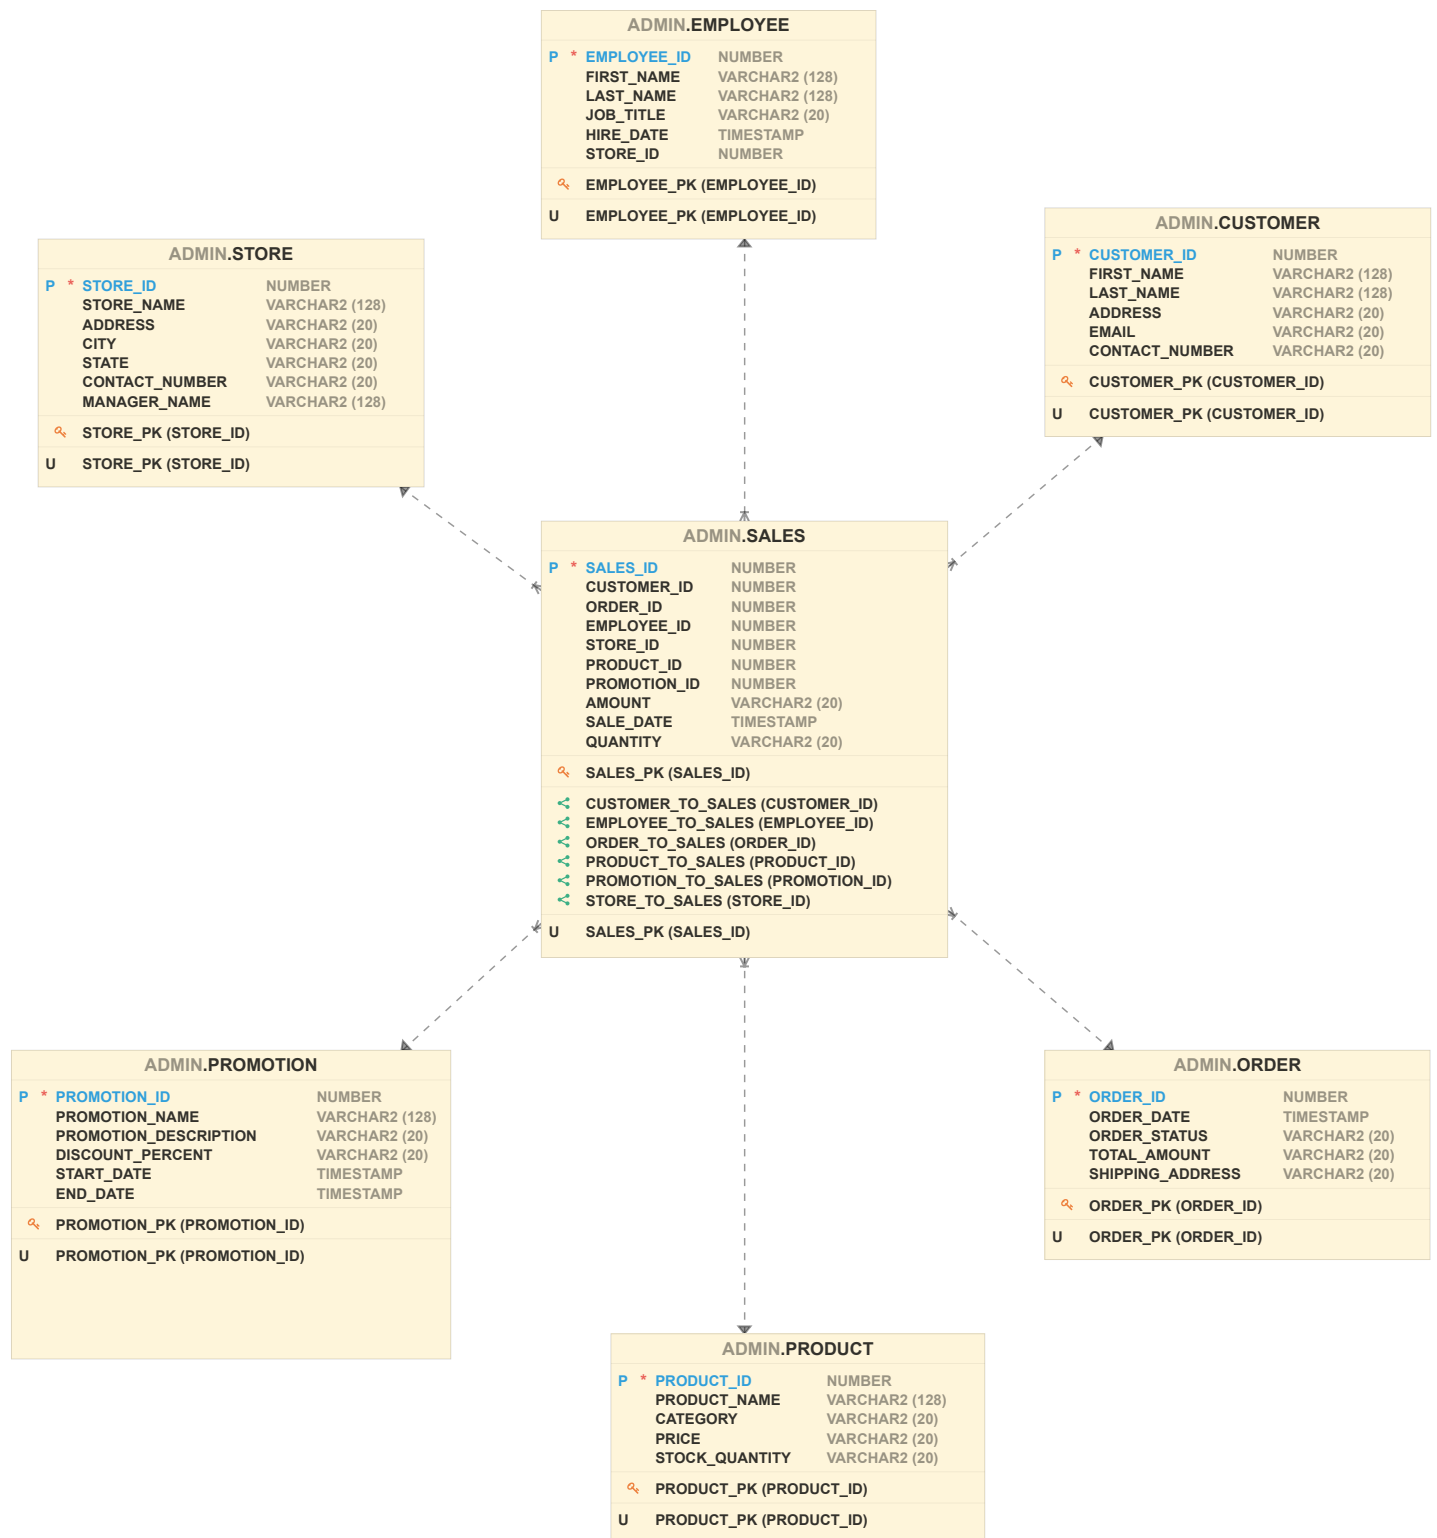 ADMIN.EMPLOYEE
P * EMPLOYEE_ID NUMBER
FIRST_NAME VARCHAR2 (128)
LAST_NAME VARCHAR2 (128)
JOB_TITLE VARCHAR2 (20)
HIRE_DATE TIMESTAMP
STORE_ID NUMBER
EMPLOYEE_PK (EMPLOYEE_ID)
U EMPLOYEE_PK (EMPLOYEE_ID)
ADMIN.STORE
P * STORE_ID NUMBER
STORE_NAME VARCHAR2 (128)
ADDRESS VARCHAR2 (20)
CITY VARCHAR2 (20)
STATE VARCHAR2 (20)
CONTACT_NUMBER VARCHAR2 (20)
MANAGER_NAME VARCHAR2 (128)
STORE_PK (STORE_ID)
U STORE_PK (STORE_ID)
ADMIN.CUSTOMER
P * CUSTOMER_ID NUMBER
FIRST_NAME VARCHAR2 (128)
LAST_NAME VARCHAR2 (128)
ADDRESS VARCHAR2 (20)
EMAIL VARCHAR2 (20)
CONTACT_NUMBER VARCHAR2 (20)
CUSTOMER_PK (CUSTOMER_ID)
U CUSTOMER_PK (CUSTOMER_ID)
ADMIN.SALES
P * SALES_ID NUMBER
CUSTOMER_ID NUMBER
ORDER_ID NUMBER
EMPLOYEE_ID NUMBER
STORE_ID NUMBER
PRODUCT_ID NUMBER
PROMOTION_ID NUMBER
AMOUNT VARCHAR2 (20)
SALE_DATE TIMESTAMP
QUANTITY VARCHAR2 (20)
SALES_PK (SALES_ID)
CUSTOMER_TO_SALES (CUSTOMER_ID)
EMPLOYEE_TO_SALES (EMPLOYEE_ID)
ORDER_TO_SALES (ORDER_ID)
PRODUCT_TO_SALES (PRODUCT_ID)
PROMOTION_TO_SALES (PROMOTION_ID)
STORE_TO_SALES (STORE_ID)
U SALES_PK (SALES_ID)
ADMIN.PROMOTION
P * PROMOTION_ID NUMBER
PROMOTION_NAME VARCHAR2 (128)
PROMOTION_DESCRIPTION VARCHAR2 (20)
DISCOUNT_PERCENT VARCHAR2 (20)
START_DATE TIMESTAMP
END_DATE TIMESTAMP
PROMOTION_PK (PROMOTION_ID)
U PROMOTION_PK (PROMOTION_ID)
ADMIN.ORDER
P * ORDER_ID NUMBER
ORDER_DATE TIMESTAMP
ORDER_STATUS VARCHAR2 (20)
TOTAL_AMOUNT VARCHAR2 (20)
SHIPPING_ADDRESS VARCHAR2 (20)
ORDER_PK (ORDER_ID)
U ORDER_PK (ORDER_ID)
ADMIN.PRODUCT
P * PRODUCT_ID NUMBER
PRODUCT_NAME VARCHAR2 (128)
CATEGORY VARCHAR2 (20)
PRICE VARCHAR2 (20)
STOCK_QUANTITY VARCHAR2 (20)
PRODUCT_PK (PRODUCT_ID)
U PRODUCT_PK (PRODUCT_ID)